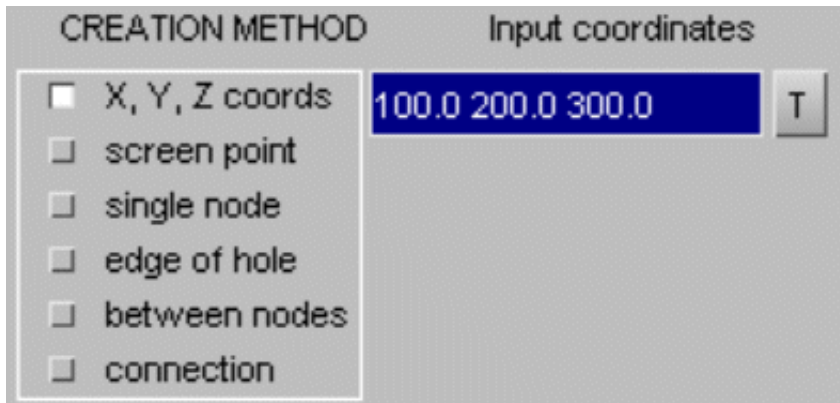 CREATION METHOD Input coordinates
X, Y, Z coords 100.0 200.0 300.0 T
screen point
single node
edge of hole
between nodes
connection